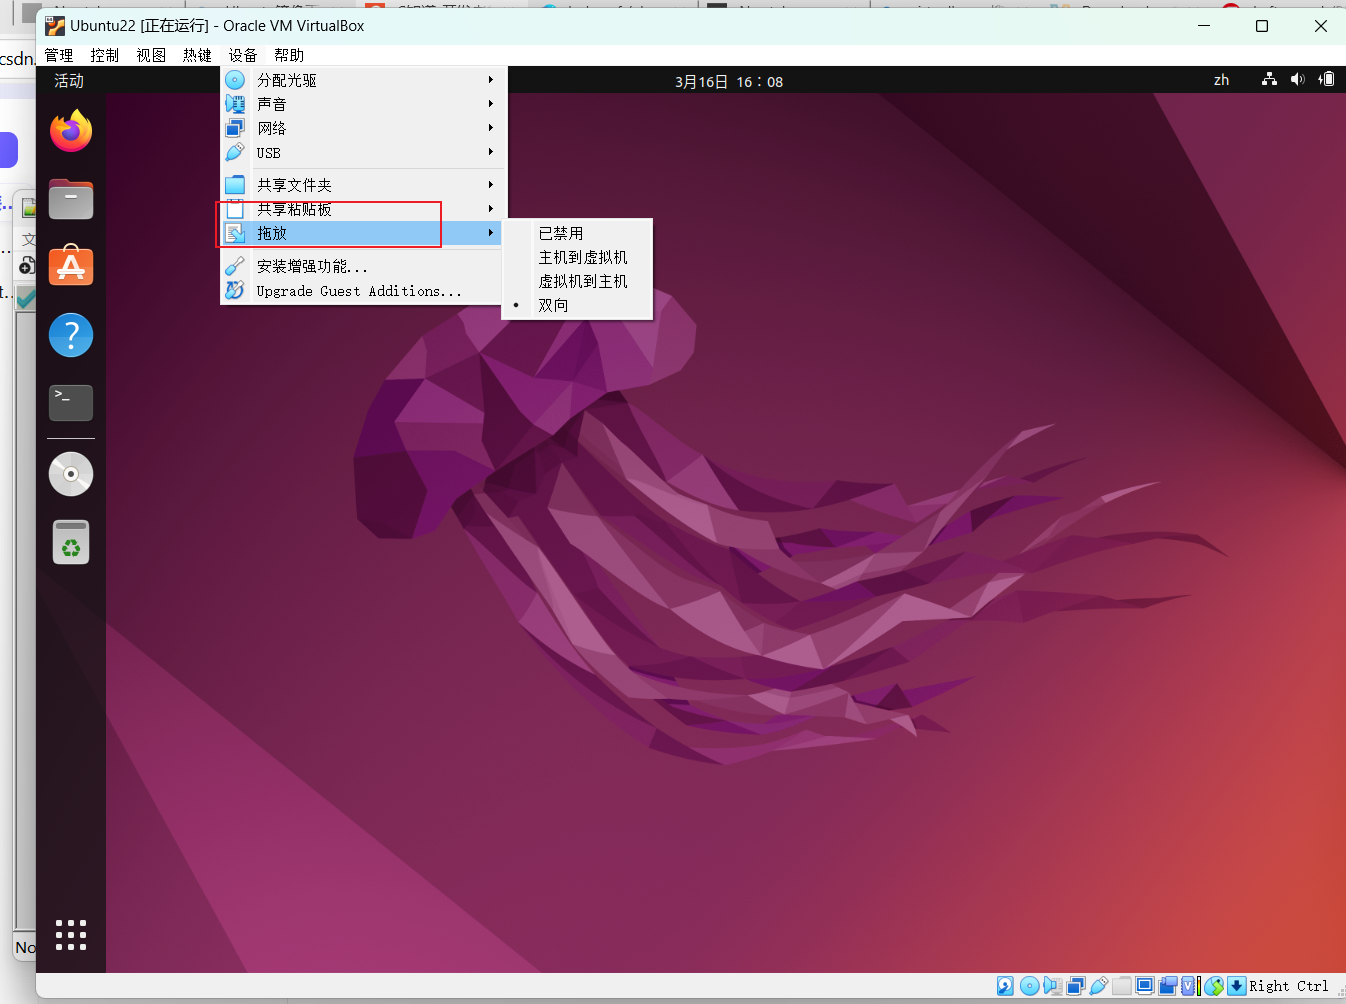 Ubuntu22 [正在运行] - Oracle VM VirtualBox
csdn.
管理 控制 视图 热键 设备 帮助
活动
3月16日 16：08
zh
分配光驱
声音
网络
USB
共享文件夹
共享粘贴板
拖放
已禁用
主机到虚拟机
虚拟机到主机
双向
安装增强功能...
Upgrade Guest Additions...
文
No
Right Ctrl